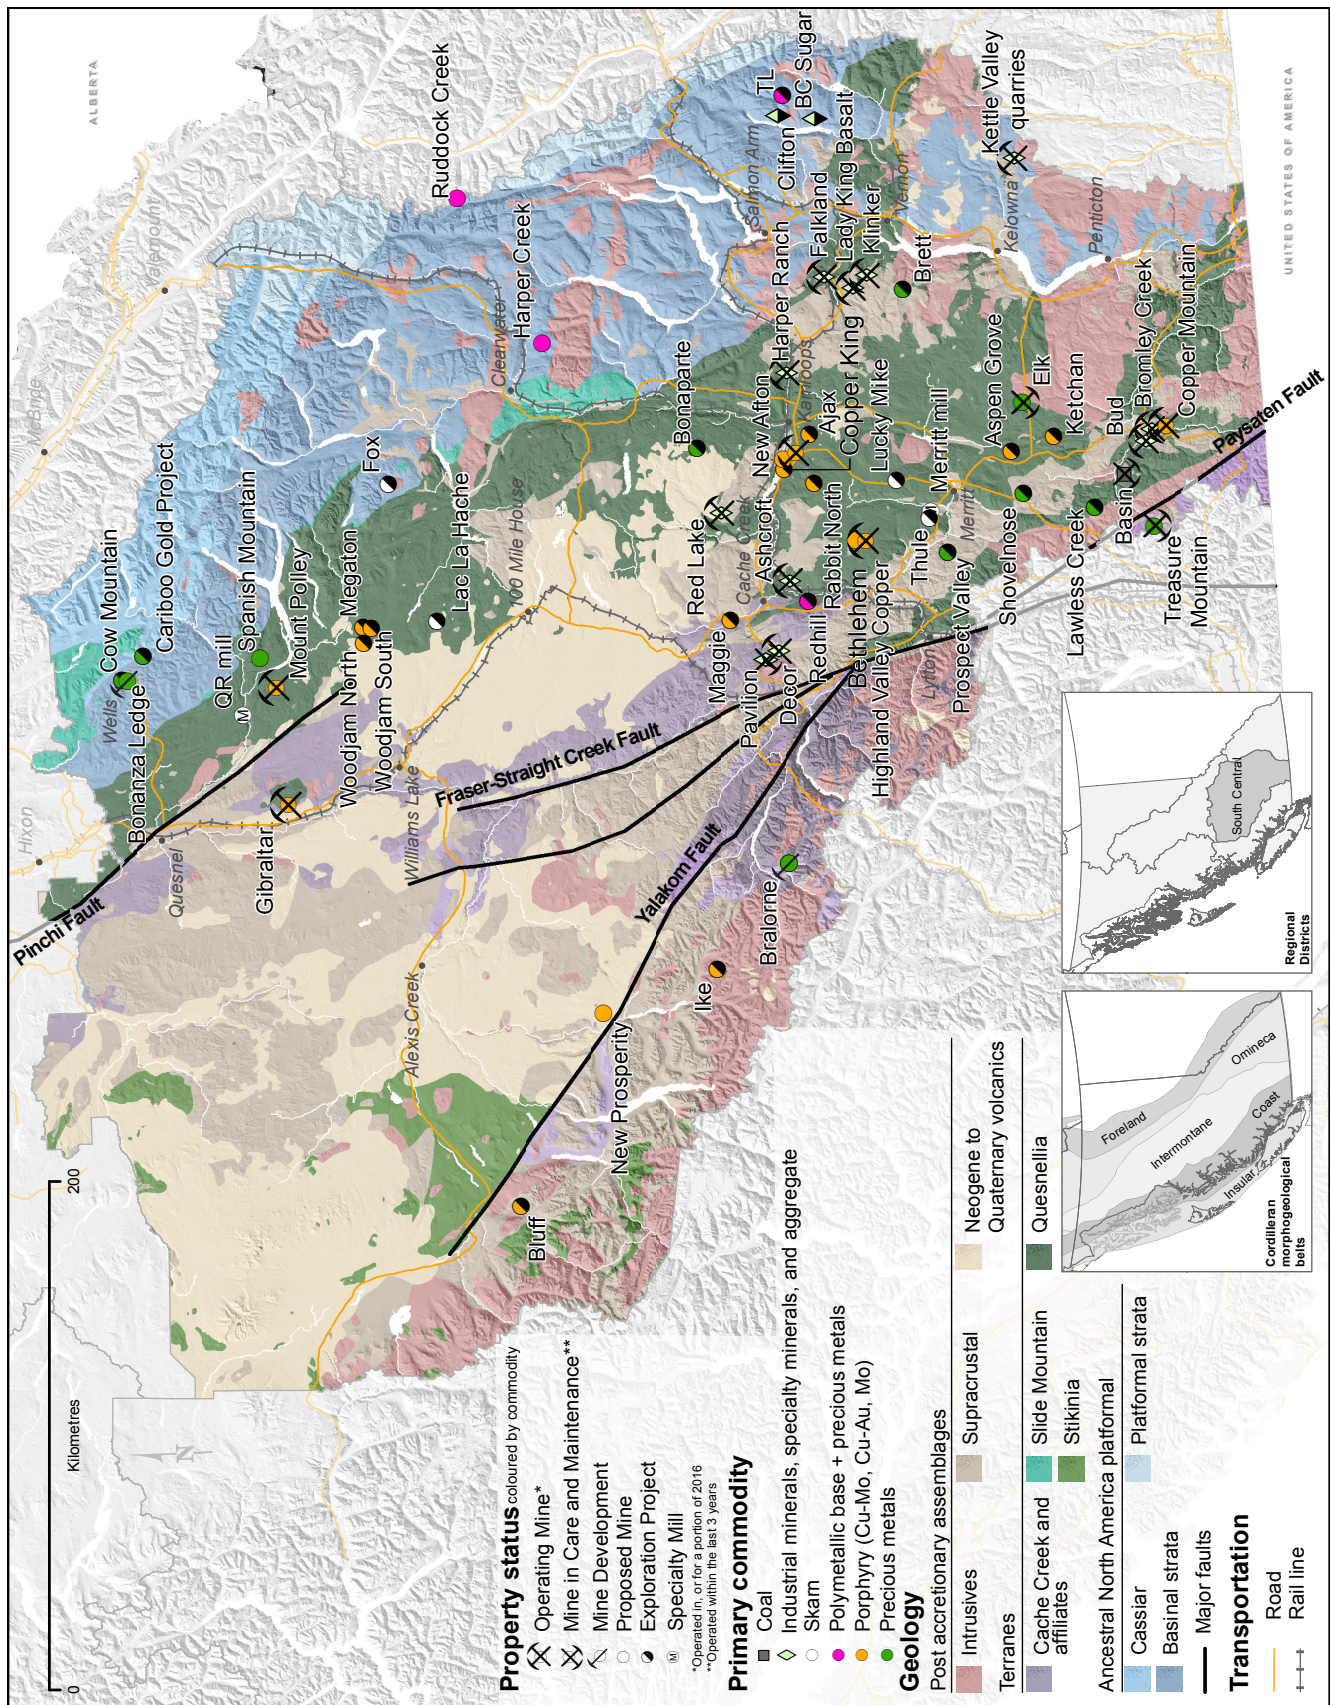 ALBERTA
McBride
Valemount
Hixon
Cow Mountain
Cariboo Gold Project
Wells
Bonanza Ledge
Pinchi Fault
Quesnel
QR mill
Spanish Mountain
Mount Polley
Gibraltar
Megaton
Woodjam North
Woodjam South
Fox
Lac La Hache
Williams Lake
100 Mile House
Alexis Creek
Clearwater
Ruddock Creek
Harper Creek
Fraser-Straight Creek Fault
Yalakom Fault
Bluff
New Prosperity
Ike
Bralorne
Bonaparte
Red Lake
Cache Creek
Maggie
Pavilion
Decor
Ashcroft
Redhill
Rabbit North
Bethlehem
Highland Valley Copper
New Afton
Ajax
Copper King
Kamloops
Harper Ranch
Falkland
Lady King Basalt
Klinker
Salmon Arm
Clifton
TL
BC Sugar
Vernon
Brett
Lucky Mike
Merritt mill
Merritt
Thule
Lytton
Prospect Valley
Shovelnose
Aspen Grove
Elk
Ketchan
Kettle Valley
quarries
Kelowna
Penticton
Lawless Creek
Basin
Bud
Bromley Creek
Copper Mountain
Treasure
Mountain
Paysaten Fault
UNITED STATES OF AMERICA
0
200
Kilometres
N
Property status coloured by commodity
Operating Mine*
Mine in Care and Maintenance**
Mine Development
Proposed Mine
Exploration Project
M Specialty Mill
M
*Operated in, or for a portion of 2016
**Operated within the last 3 years
Primary commodity
Coal
Industrial minerals, specialty minerals, and aggregate
Skarn
Polymetallic base + precious metals
Porphyry (Cu-Mo, Cu-Au, Mo)
Precious metals
Geology
Post accretionary assemblages
Intrusives
Supracrustal
Neogene to
Quaternary volcanics
Terranes
Cache Creek and
affiliates
Slide Mountain
Stikinia
Quesnellia
Ancestral North America platformal
Cassiar
Basinal strata
Platformal strata
Major faults
Transportation
Road
Rail line
Foreland
Omineca
Intermontane
Coast
Insular
Cordilleran
morphogeological
belts
South Central
Regional
Districts